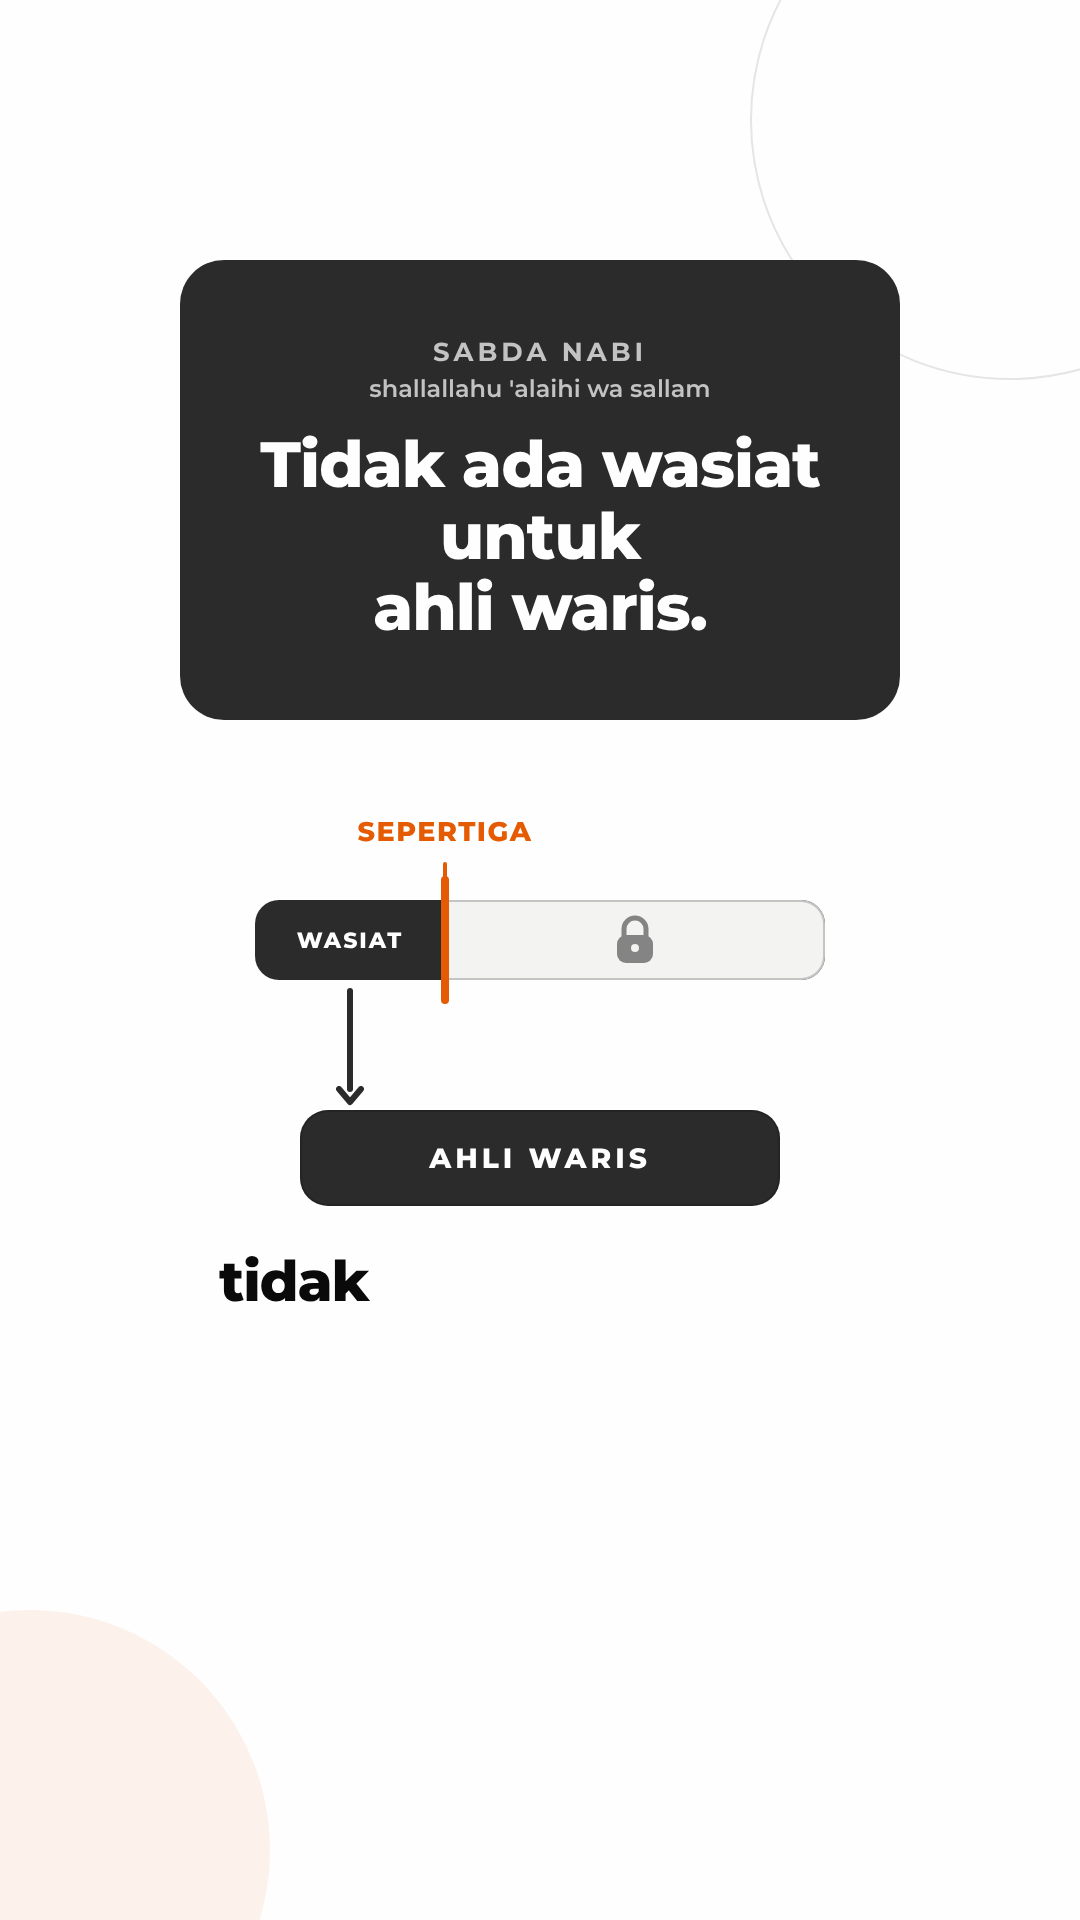 SABDA NABI
shallallahu 'alaihi wa sallam
Tidak ada wasiat
untuk
ahli waris.
SEPERTIGA
WASIAT
AHLI WARIS
tidak